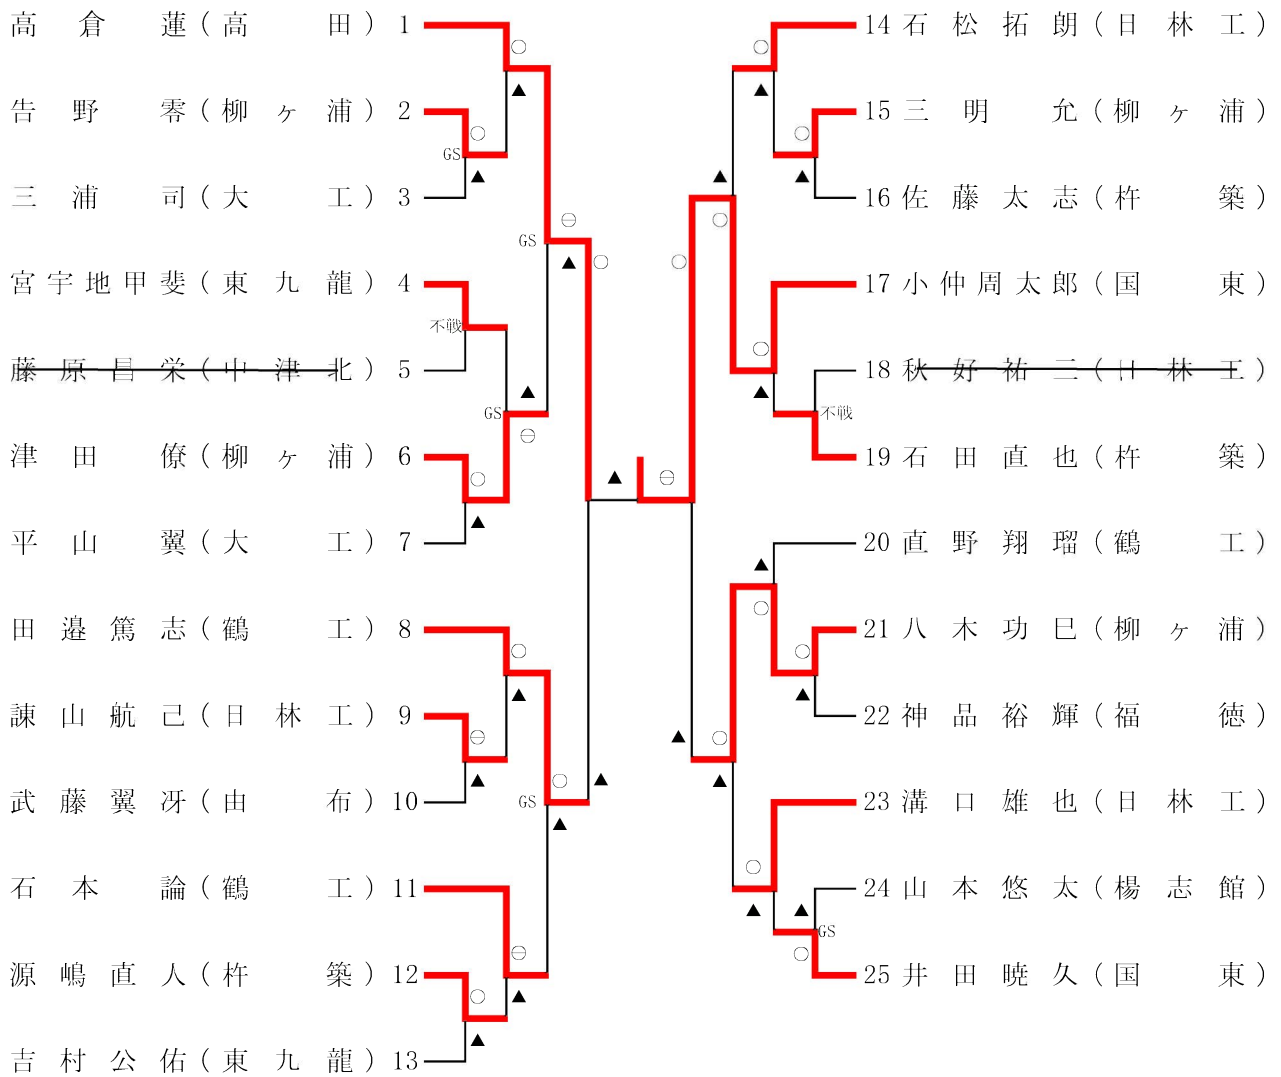 高倉蓮(高田) 1
告野零(柳ヶ浦) 2
GS
三浦司(大工) 3
GS
宮宇地甲斐(東九龍) 4
不戦
藤原昌栄(中津北) 5
GS
津田僚(柳ヶ浦) 6
平山翼(大工) 7
田邉篤志(鶴工) 8
諫山航己(日林工) 9
武藤翼冴(由布) 10
GS
石本論(鶴工) 11
源嶋直人(杵築) 12
吉村公佑(東九龍) 13
14 石松拓朗(日林工)
15 三明允(柳ヶ浦)
16 佐藤太志(杵築)
17 小仲周太郎(国東)
18 秋好祐二(日林工)
不戦
19 石田直也(杵築)
20 直野翔瑠(鶴工)
21 八木功巳(柳ヶ浦)
22 神品裕輝(福徳)
23 溝口雄也(日林工)
24 山本悠太(楊志館)
GS
25 井田暁久(国東)